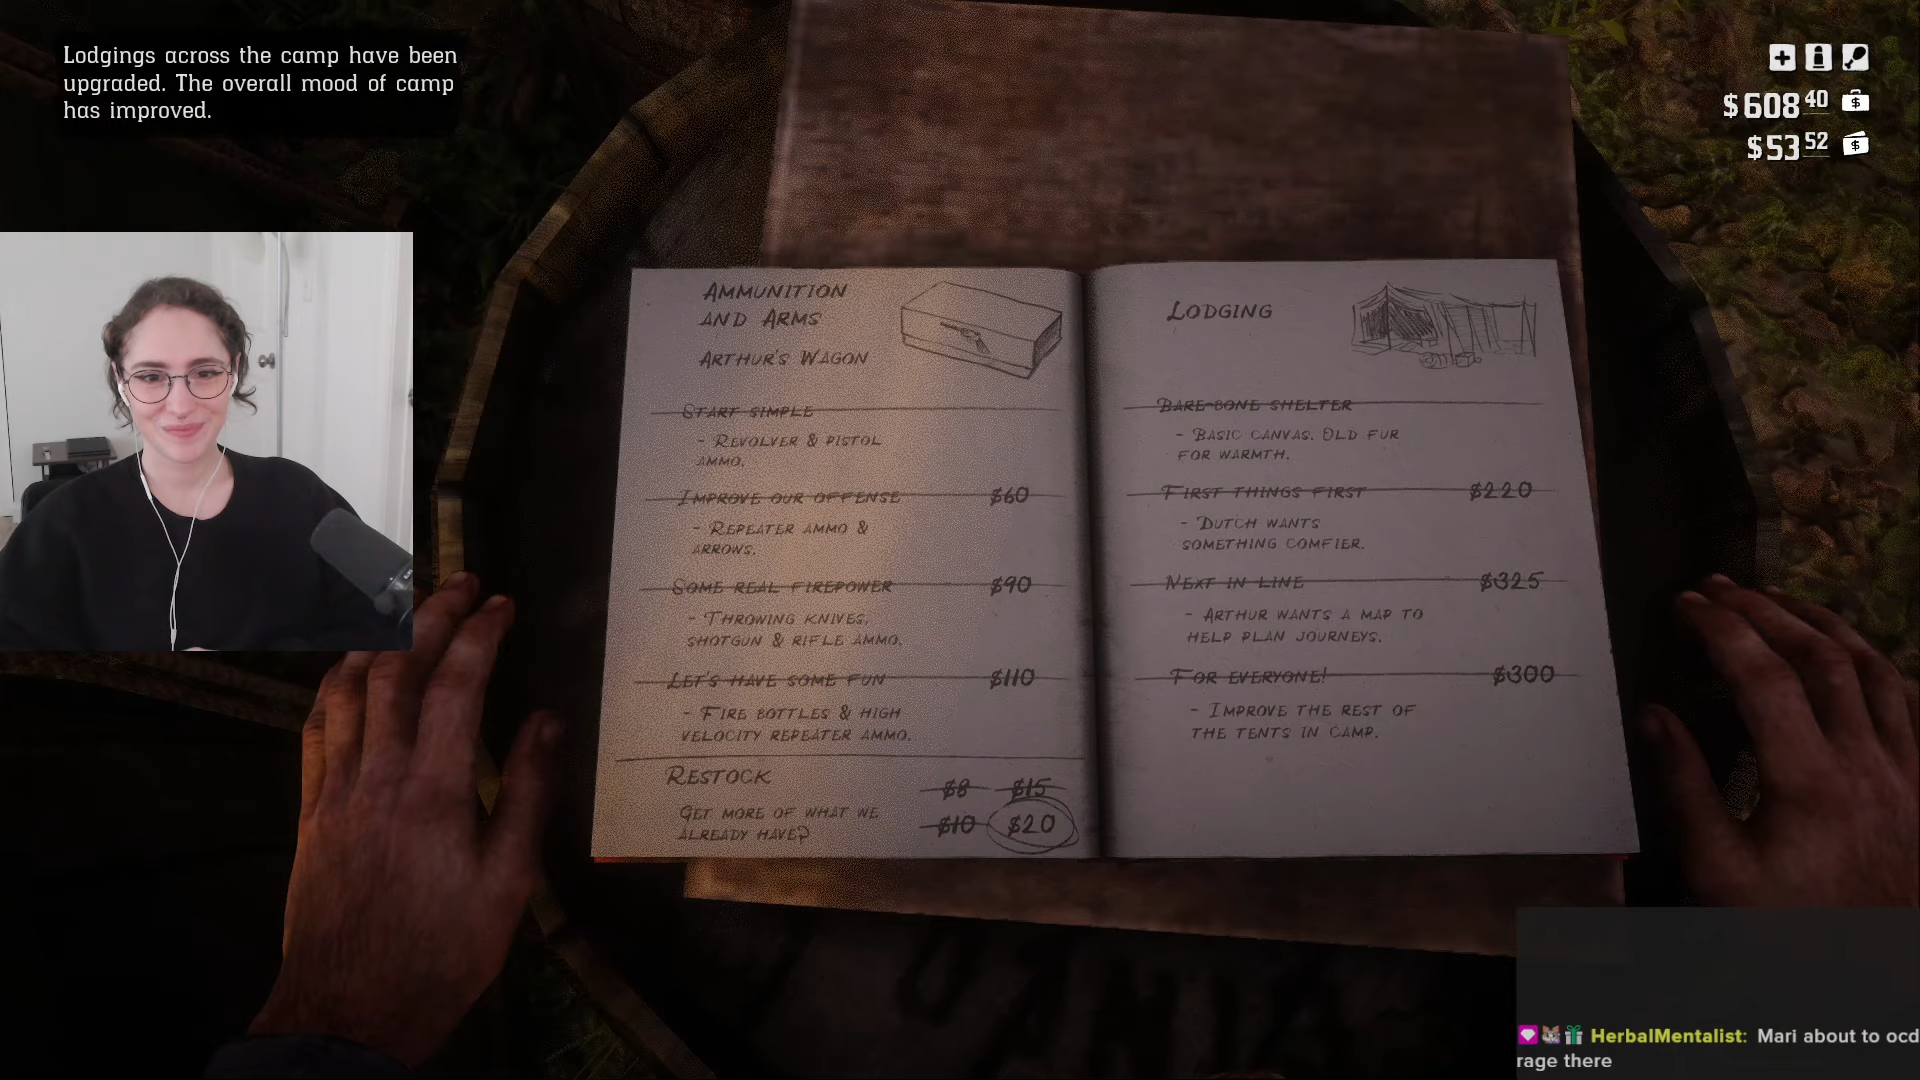 Lodgings across the camp have been
upgraded. The overall mood of camp
has improved.
$608 40
$53 52
AMMUNITION
AND ARMS
ARTHUR'S WAGON
START SIMPLE
- REVOLVER & PISTOL
AMMO.
IMPROVE OUR OFFENSE $60
- REPEATER AMMO &
ARROWS.
SOME REAL FIREPOWER $90
- THROWING KNIVES,
SHOTGUN & RIFLE AMMO.
LET'S HAVE SOME FUN $110
- FIRE BOTTLES & HIGH
VELOCITY REPEATER AMMO.
RESTOCK $8 $15
GET MORE OF WHAT WE
ALREADY HAVE? $10 $20
LODGING
BARE-BONE SHELTER
- BASIC CANVAS. OLD FUR
FOR WARMTH.
FIRST THINGS FIRST $220
- DUTCH WANTS
SOMETHING COMFIER.
NEXT IN LINE $325
- ARTHUR WANTS A MAP TO
HELP PLAN JOURNEYS.
FOR EVERYONE! $300
- IMPROVE THE REST OF
THE TENTS IN CAMP.
HerbalMentalist: Mari about to ocd
rage there